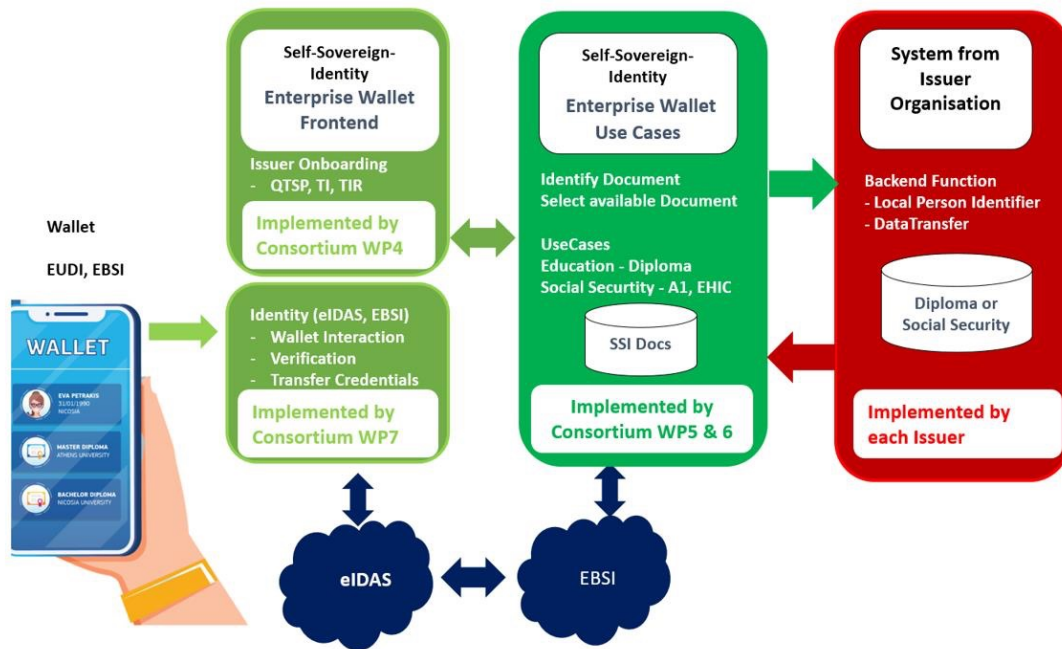 Wallet
EUDI, EBSI
WALLET
EVA PETRAKIS
31/01/1990
NICOSIA
MASTER DIPLOMA
ATHENS UNIVERSITY
BACHELOR DIPLOMA
NICOSIA UNIVERSITY
Self-Sovereign-
Identity
Enterprise Wallet
Frontend
Issuer Onboarding
- QTSP, TI, TIR
Implemented by
Consortium WP4
Identity (eIDAS, EBSI)
- Wallet Interaction
- Verification
- Transfer Credentials
Implemented by
Consortium WP7
Self-Sovereign-
Identity
Enterprise Wallet
Use Cases
Identify Document
Select available Document
UseCases
Education - Diploma
Social Securtity - A1, EHIC
SSI Docs
Implemented by
Consortium WP5 & 6
System from
Issuer
Organisation
Backend Function
- Local Person Identifier
- DataTransfer
Diploma or
Social Security
Implemented by
each Issuer
eIDAS
EBSI